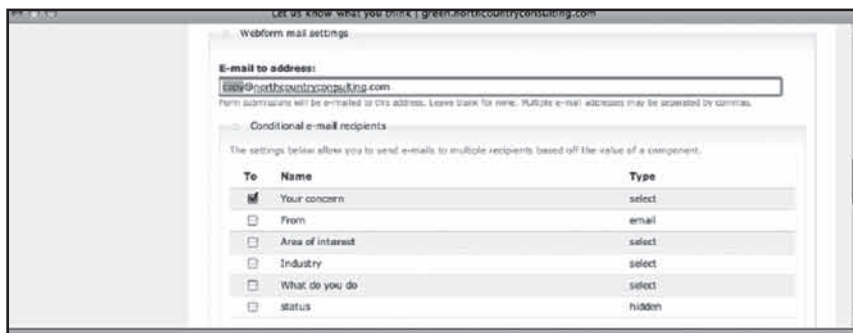 Let us know what you think | green.northcountryconsulting.com
Webform mail settings
E-mail to address:
copy@northcountryconsulting.com
Form submissions will be e-mailed to this address. Leave blank for none. Multiple e-mail addresses may be separated by commas.
Conditional e-mail recipients
The settings below allow you to send e-mails to multiple recipients based off the value of a component.
To Name Type
Your concern select
From email
Area of interest select
Industry select
What do you do select
status hidden